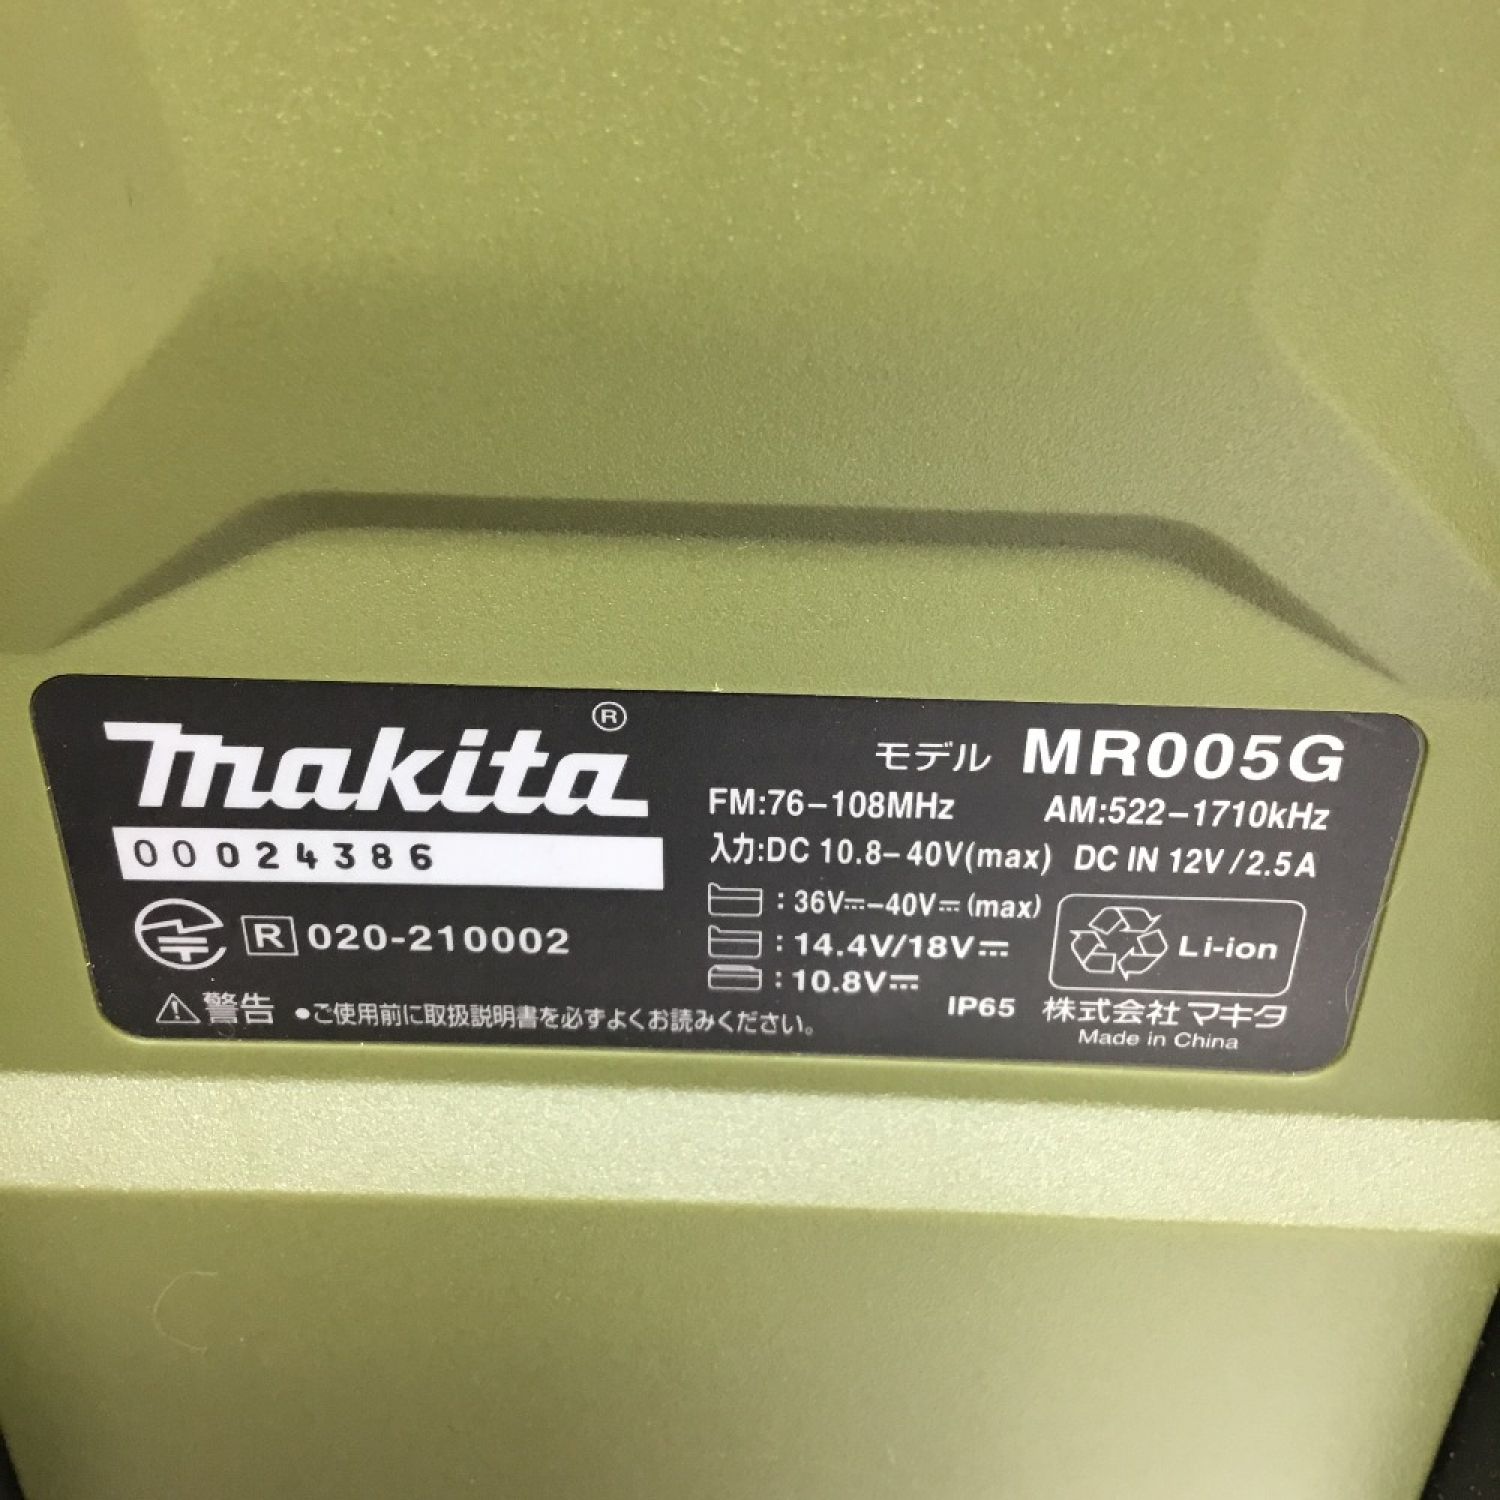 makita®
モデル MR005G
000024386
FM:76-108MHz AM:522-1710kHz
入力:DC 10.8-40V(max) DC IN 12V/2.5A
:36V⎓-40V⎓(max)
:14.4V/18V⎓
:10.8V⎓
Li-ion
R 020-210002
⚠警告 ●ご使用前に取扱説明書を必ずよくお読みください。
IP65 株式会社マキタ
Made in China